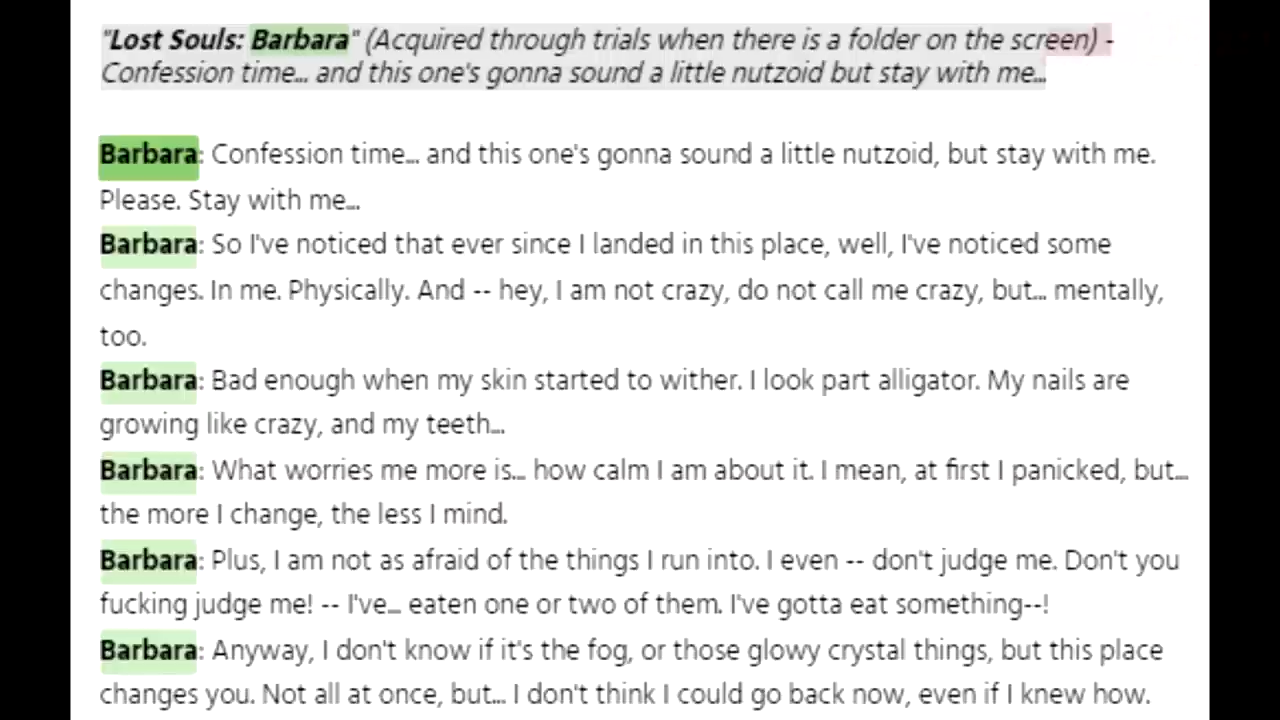 "Lost Souls: Barbara" (Acquired through trials when there is a folder on the screen) -
Confession time... and this one's gonna sound a little nutzoid but stay with me...
Barbara: Confession time... and this one's gonna sound a little nutzoid, but stay with me.
Please. Stay with me...
Barbara: So I've noticed that ever since I landed in this place, well, I've noticed some
changes. In me. Physically. And -- hey, I am not crazy, do not call me crazy, but... mentally,
too.
Barbara: Bad enough when my skin started to wither. I look part alligator. My nails are
growing like crazy, and my teeth...
Barbara: What worries me more is... how calm I am about it. I mean, at first I panicked, but...
the more I change, the less I mind.
Barbara: Plus, I am not as afraid of the things I run into. I even -- don't judge me. Don't you
fucking judge me! -- I've... eaten one or two of them. I've gotta eat something--!
Barbara: Anyway, I don't know if it's the fog, or those glowy crystal things, but this place
changes you. Not all at once, but... I don't think I could go back now, even if I knew how.